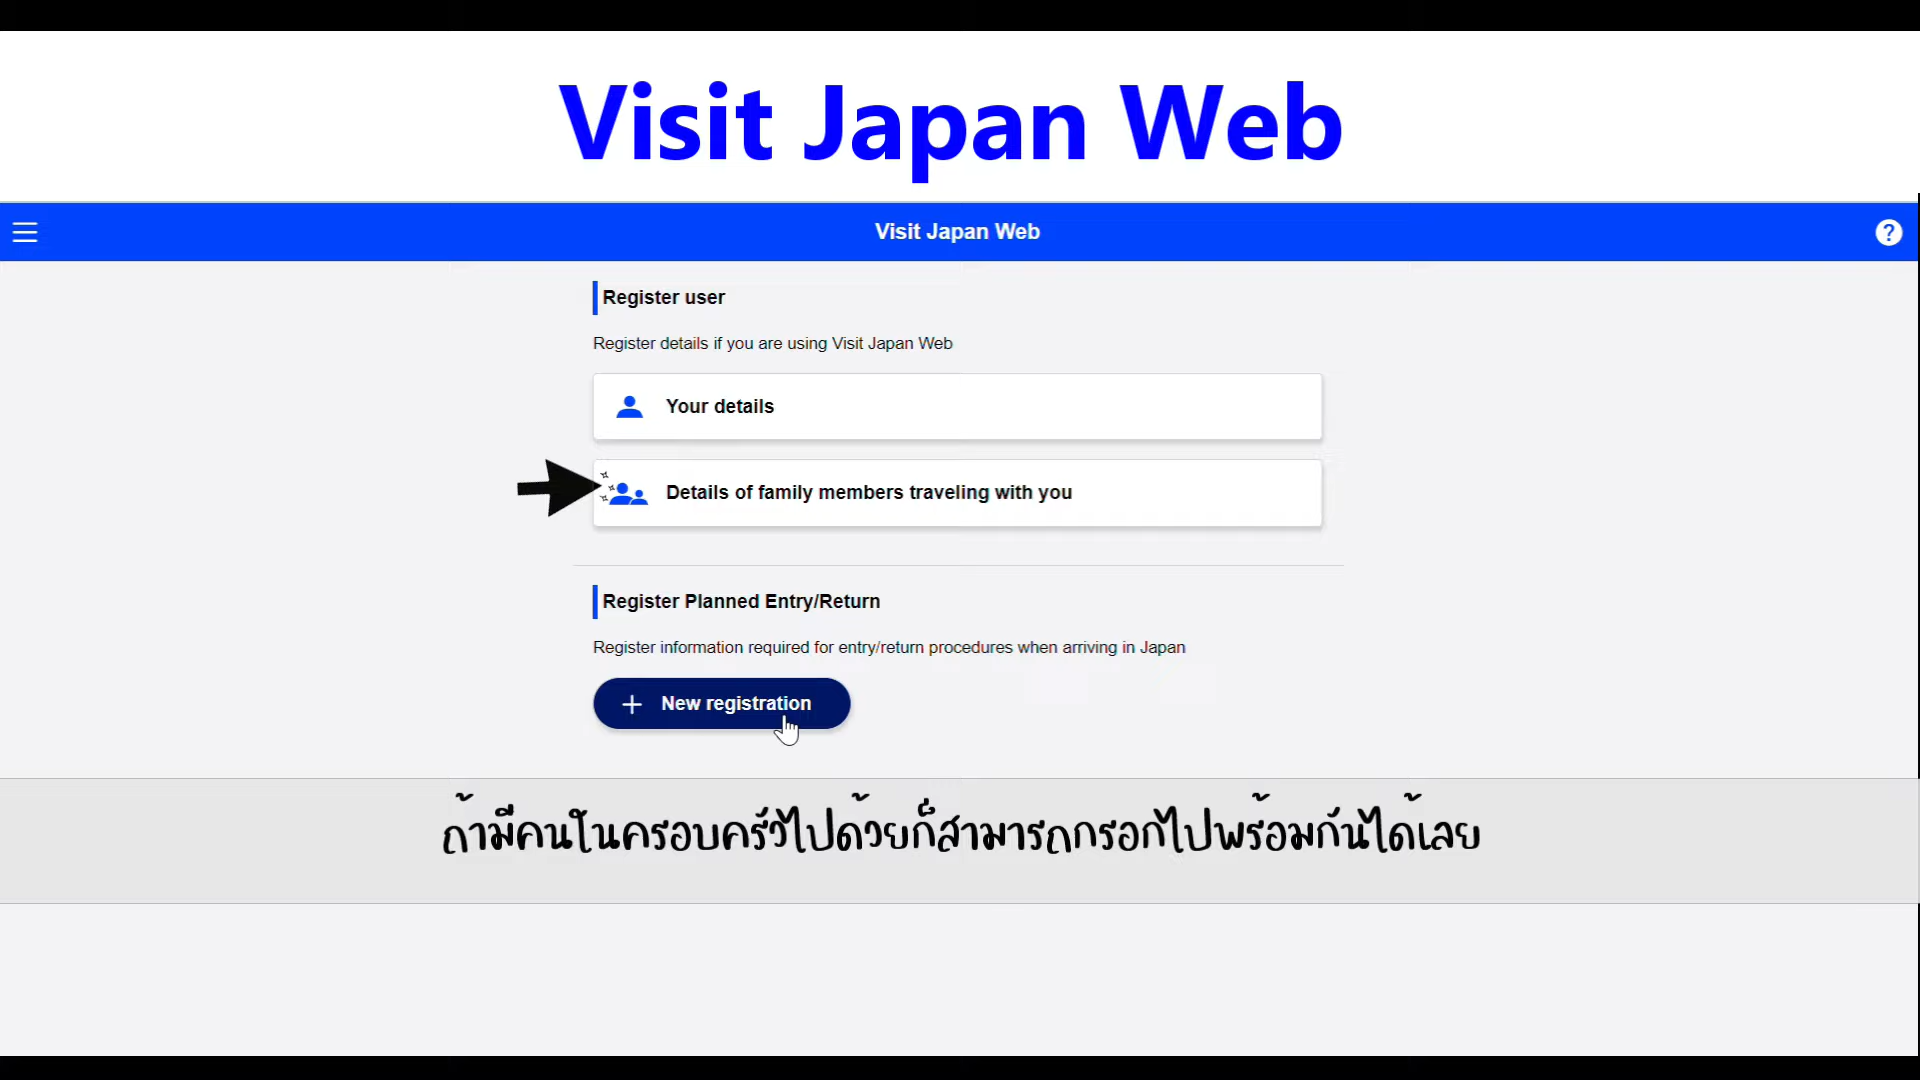 Visit Japan Web
Visit Japan Web
Register user
Register details if you are using Visit Japan Web
Your details
Details of family members traveling with you
Register Planned Entry/Return
Register information required for entry/return procedures when arriving in Japan
+ New registration
ถ้ามีคนในครอบครัวไปด้วยก็สามารถกรอกไปพร้อมกันได้เลย